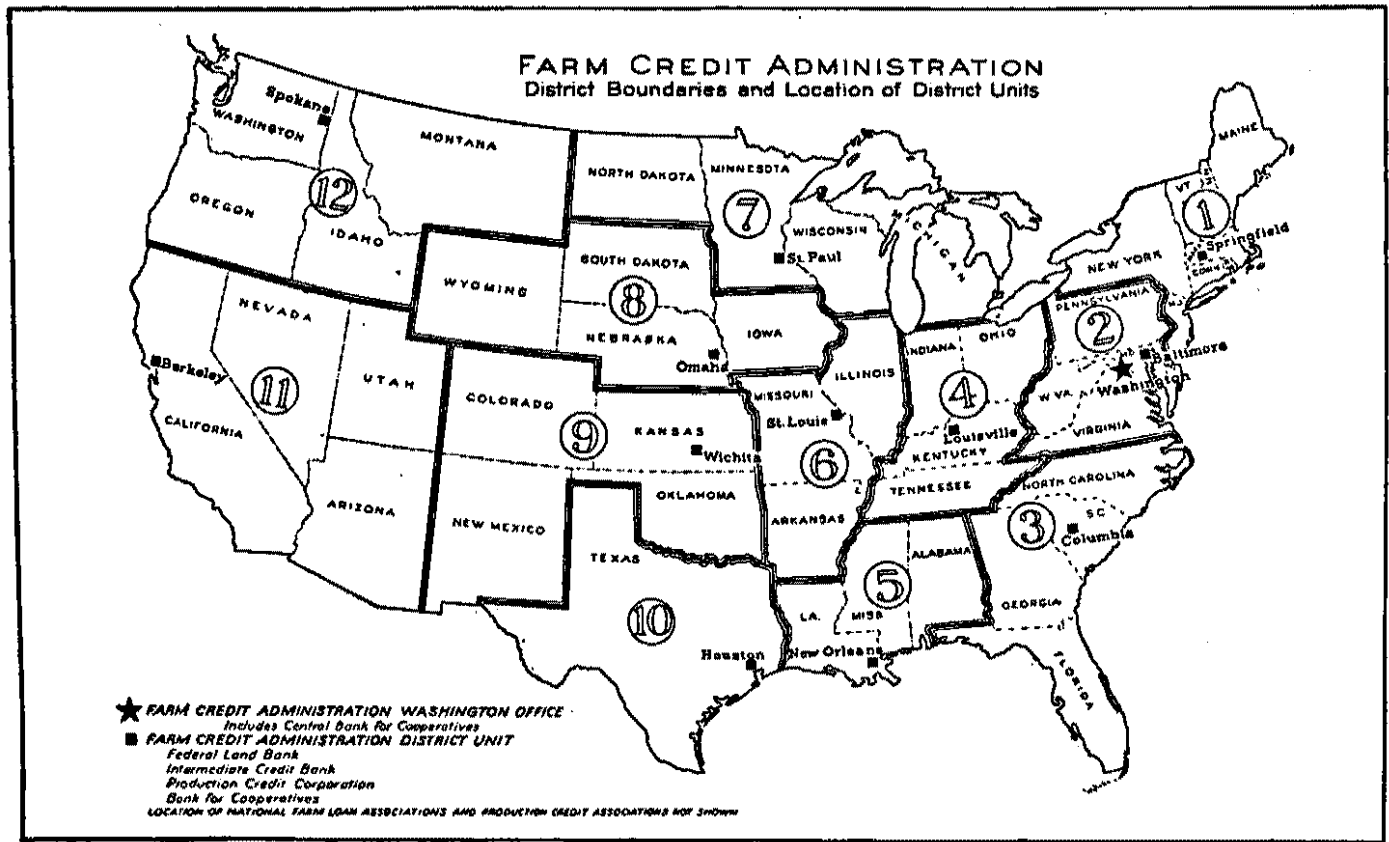 FARM CREDIT ADMINISTRATION
District Boundaries and Location of District Units
Spokane
WASHINGTON
MONTANA
NORTH DAKOTA
MINNESOTA
MAINE
VT
12
7
1
OREGON
IDAHO
WISCONSIN
MICHIGAN
St. Paul
Springfield
CONN.
NEW YORK
WYOMING
SOUTH DAKOTA
8
NEBRASKA
Omaha
IOWA
PENNSYLVANIA
N.J.
2
Baltimore
NEVADA
Berkeley
UTAH
11
CALIFORNIA
COLORADO
9
KANSAS
Wichita
MISSOURI
St. Louis
ILLINOIS
INDIANA
OHIO
4
Louisville
KENTUCKY
W. VA.
Washington
VIRGINIA
6
ARIZONA
NEW MEXICO
OKLAHOMA
ARKANSAS
TENNESSEE
NORTH CAROLINA
S C
3
Columbia
TEXAS
10
Houston
LA.
MISS
5
ALABAMA
GEORGIA
New Orleans
FLORIDA
FARM CREDIT ADMINISTRATION WASHINGTON OFFICE
Includes Central Bank for Cooperatives
FARM CREDIT ADMINISTRATION DISTRICT UNIT
Federal Land Bank
Intermediate Credit Bank
Production Credit Corporation
Bank for Cooperatives
LOCATION OF NATIONAL FARM LOAN ASSOCIATIONS AND PRODUCTION CREDIT ASSOCIATIONS NOT SHOWN